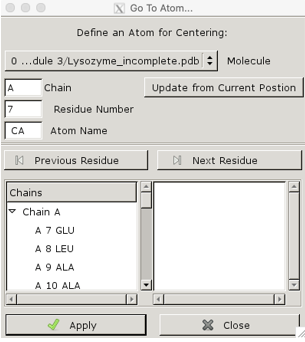 Go To Atom...
Define an Atom for Centering:
0 ...dule 3/Lysozyme_incomplete.pdb Molecule
A Chain Update from Current Postion
7 Residue Number
CA Atom Name
Previous Residue Next Residue
Chains
Chain A
A 7 GLU
A 8 LEU
A 9 ALA
A 10 ALA
Apply Close